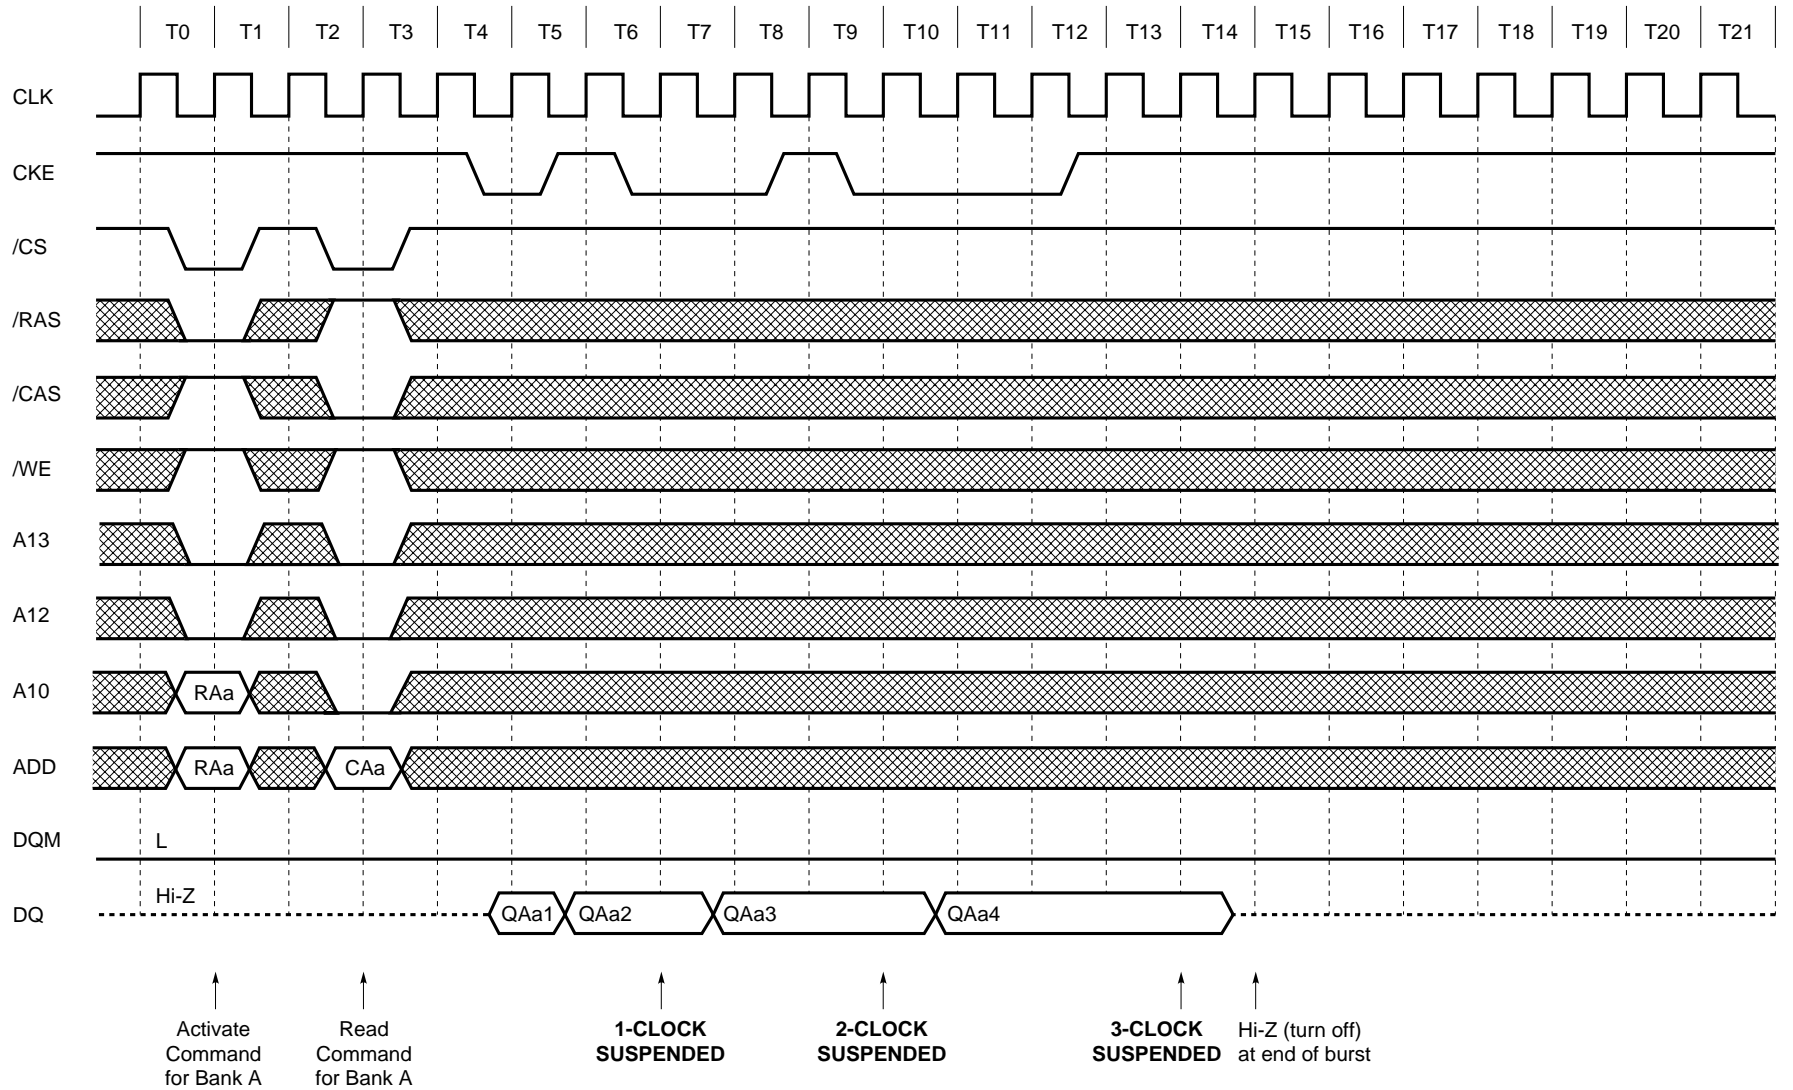 T0 T1 T2 T3 T4 T5 T6 T7 T8 T9 T10 T11 T12 T13 T14 T15 T16 T17 T18 T19 T20 T21
CLK
CKE
/CS
/RAS
/CAS
/WE
A13
A12
A10 RAa
ADD RAa CAa
DQM L
Hi-Z
DQ QAa1 QAa2 QAa3 QAa4
Activate
Command
for Bank A
Read
Command
for Bank A
1-CLOCK
SUSPENDED
2-CLOCK
SUSPENDED
3-CLOCK
SUSPENDED
Hi-Z (turn off)
at end of burst